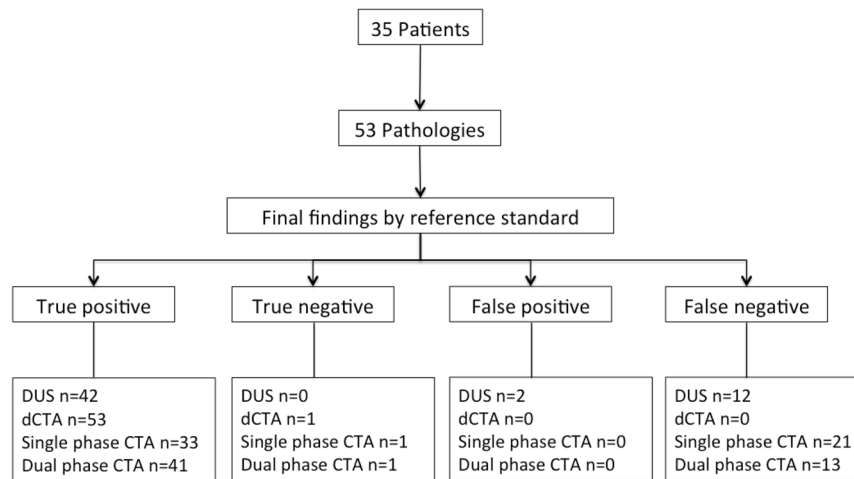 35 Patients
53 Pathologies
Final findings by reference standard
True positive
True negative
False positive
False negative
DUS n=42
dCTA n=53
Single phase CTA n=33
Dual phase CTA n=41
DUS n=0
dCTA n=1
Single phase CTA n=1
Dual phase CTA n=1
DUS n=2
dCTA n=0
Single phase CTA n=0
Dual phase CTA n=0
DUS n=12
dCTA n=0
Single phase CTA n=21
Dual phase CTA n=13